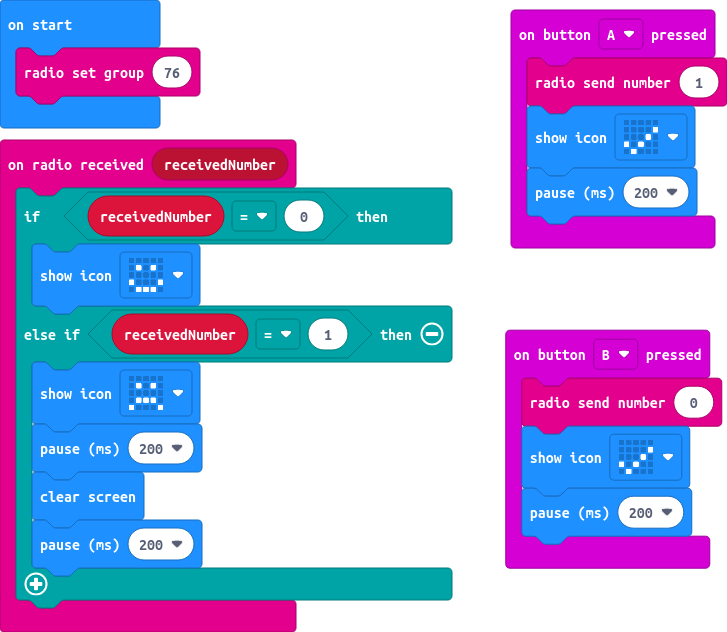 on start
radio set group 76
on radio received receivedNumber
if receivedNumber = 0 then
show icon
else if receivedNumber = 1 then
show icon
pause (ms) 200
clear screen
pause (ms) 200
on button A pressed
radio send number 1
show icon
pause (ms) 200
on button B pressed
radio send number 0
show icon
pause (ms) 200